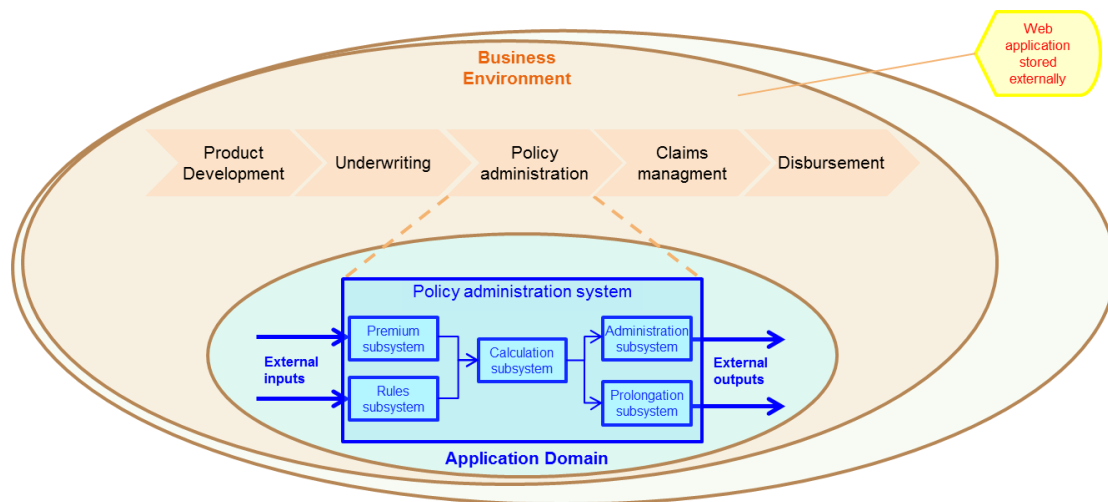 Business
Environment
Web
application
stored
externally
Product
Development
Underwriting
Policy
administration
Claims
managment
Disbursement
Policy administration system
External
inputs
Premium
subsystem
Rules
subsystem
Calculation
subsystem
Administration
subsystem
Prolongation
subsystem
External
outputs
Application Domain